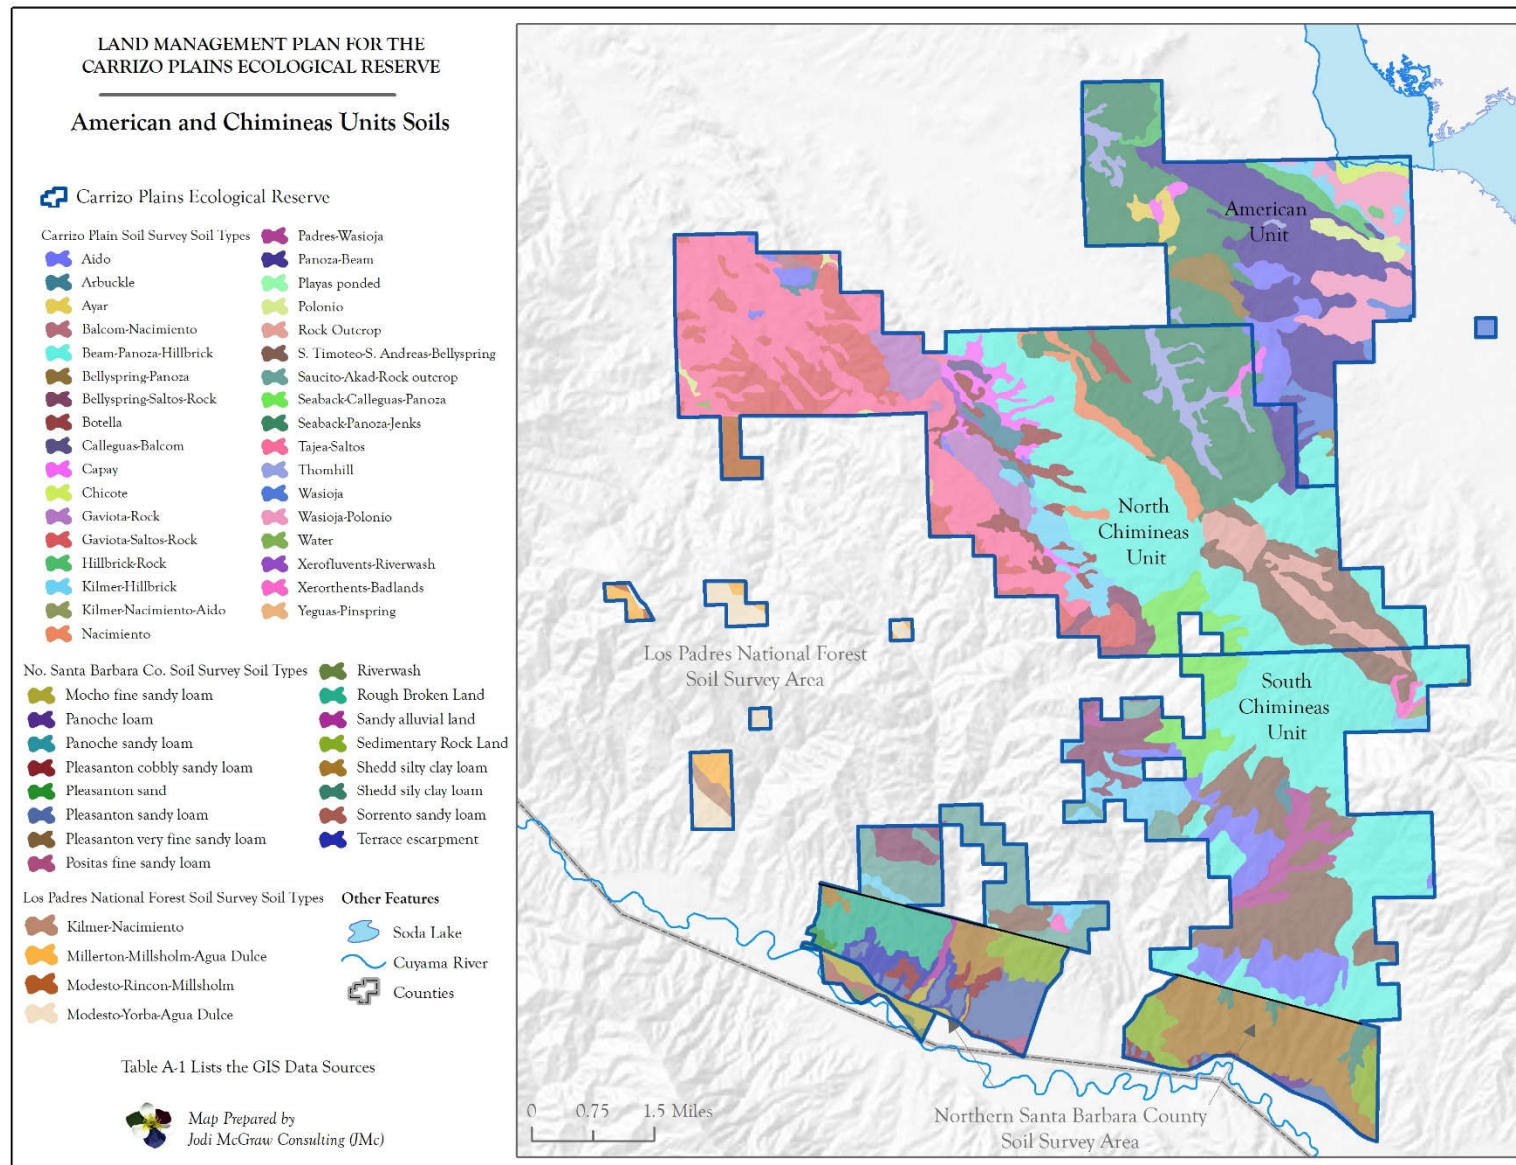 LAND MANAGEMENT PLAN FOR THE
CARRIZO PLAINS ECOLOGICAL RESERVE
American and Chimineas Units Soils
Carrizo Plains Ecological Reserve
Carrizo Plain Soil Survey Soil Types
Aido
Arbuckle
Ayar
Balcom-Nacimiento
Beam-Panoza-Hillbrick
Bellyspring-Panoza
Bellyspring-Saltos-Rock
Botella
Calleguas-Balcom
Capay
Chicote
Gaviota-Rock
Gaviota-Saltos-Rock
Hillbrick-Rock
Kilmer-Hillbrick
Kilmer-Nacimiento-Aido
Nacimiento
Padres-Wasioja
Panoza-Beam
Playas ponded
Polonio
Rock Outcrop
S. Timoteo-S. Andreas-Bellyspring
Saucito-Akad-Rock outcrop
Seaback-Calleguas-Panoza
Seaback-Panoza-Jenks
Tajea-Saltos
Thomhill
Wasioja
Wasioja-Polonio
Water
Xerofluvents-Riverwash
Xerorthents-Badlands
Yeguas-Pinspring
No. Santa Barbara Co. Soil Survey Soil Types
Mocho fine sandy loam
Panoche loam
Panoche sandy loam
Pleasanton cobbly sandy loam
Pleasanton sand
Pleasanton sandy loam
Pleasanton very fine sandy loam
Positas fine sandy loam
Riverwash
Rough Broken Land
Sandy alluvial land
Sedimentary Rock Land
Shedd silty clay loam
Shedd sily clay loam
Sorrento sandy loam
Terrace escarpment
Los Padres National Forest Soil Survey Soil Types
Kilmer-Nacimiento
Millerton-Millsholm-Agua Dulce
Modesto-Rincon-Millsholm
Modesto-Yorba-Agua Dulce
Other Features
Soda Lake
Cuyama River
Counties
Table A-1 Lists the GIS Data Sources
Map Prepared by
Jodi McGraw Consulting (JMc)
American
Unit
North
Chimineas
Unit
Los Padres National Forest
Soil Survey Area
South
Chimineas
Unit
0 0.75 1.5 Miles
Northern Santa Barbara County
Soil Survey Area